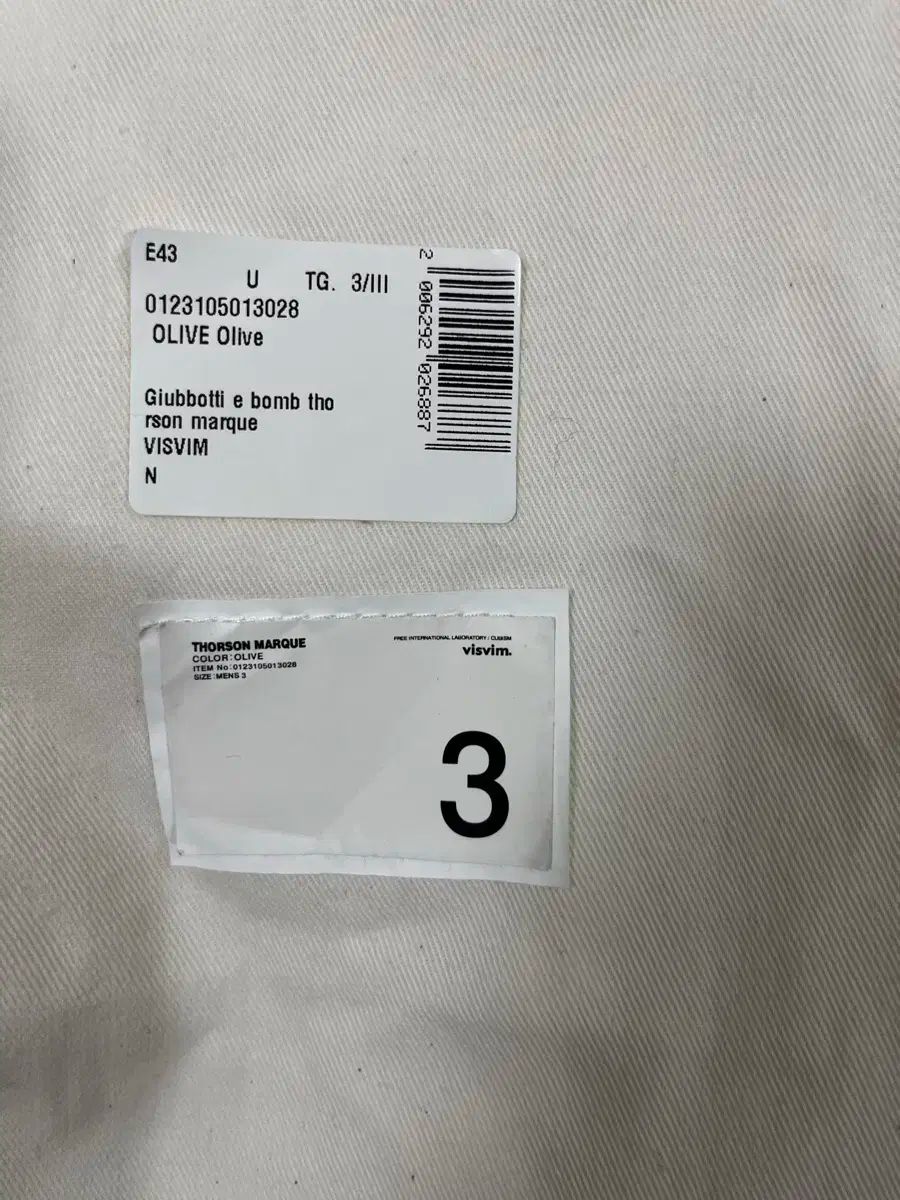 E43
U TG. 3/III
0123105013028
OLIVE Olive
Giubbotti e bomb tho
rson marque
VISVIM
N
2 006292 026887
THORSON MARQUE
COLOR:OLIVE
ITEM No:0123105013028
SIZE:MENS 3
FREE INTERNATIONAL LABORATORY / CUBISM
visvim.
3